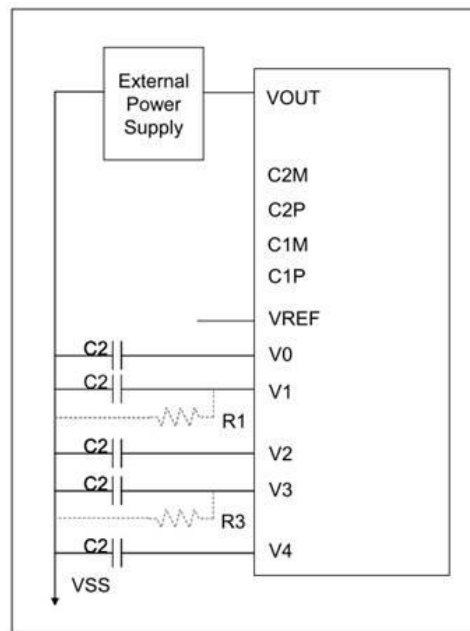 External
Power
Supply
VOUT
C2M
C2P
C1M
C1P
VREF
C2 V0
C2 V1
R1
C2 V2
C2 V3
R3
C2 V4
VSS